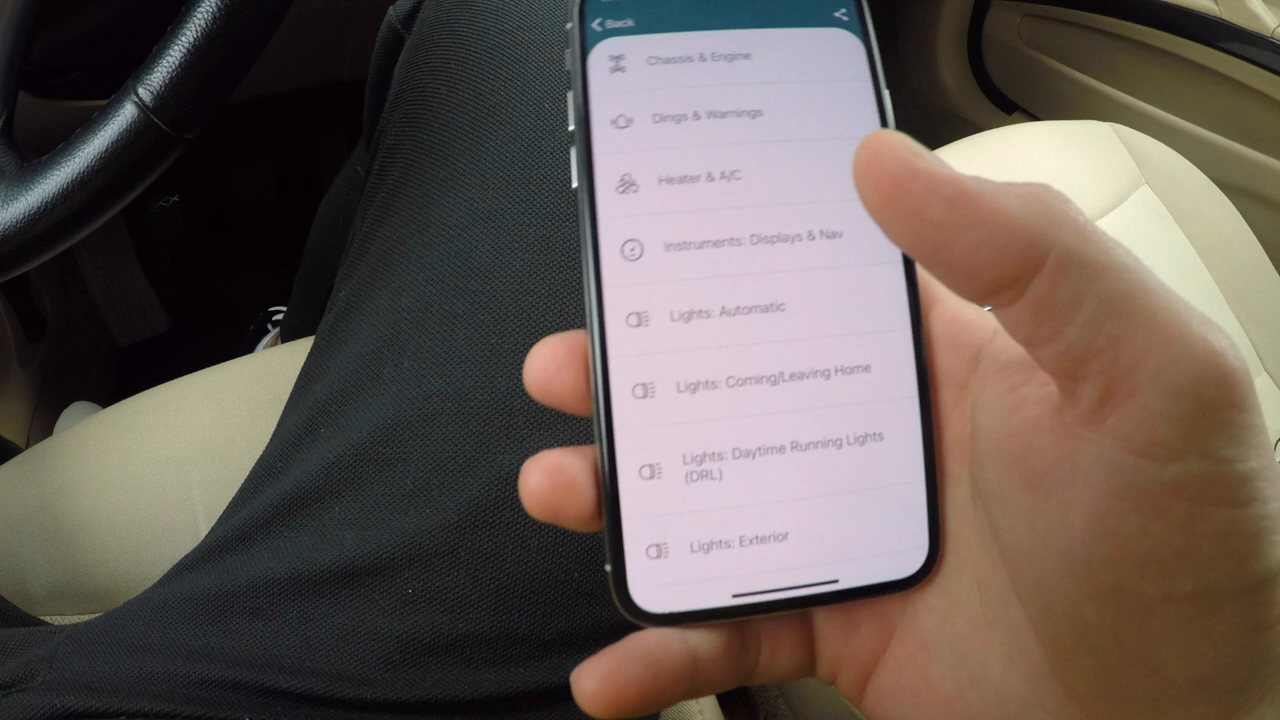 Back
Chassis & Engine
Dings & Warnings
Heater & A/C
Instruments: Displays & Nav
Lights: Automatic
Lights: Coming/Leaving Home
Lights: Daytime Running Lights
(DRL)
Lights: Exterior